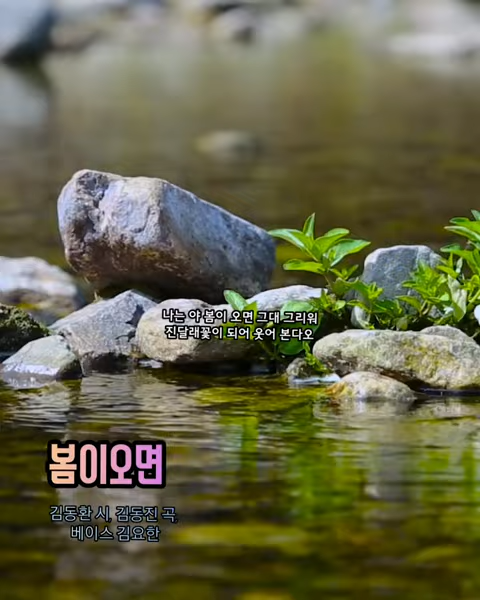 나는 야 봄이 오면 그대 그리워
진달래꽃이 되어 웃어 본다오
봄이오면
김동환 시, 김동진 곡,
베이스 김요한